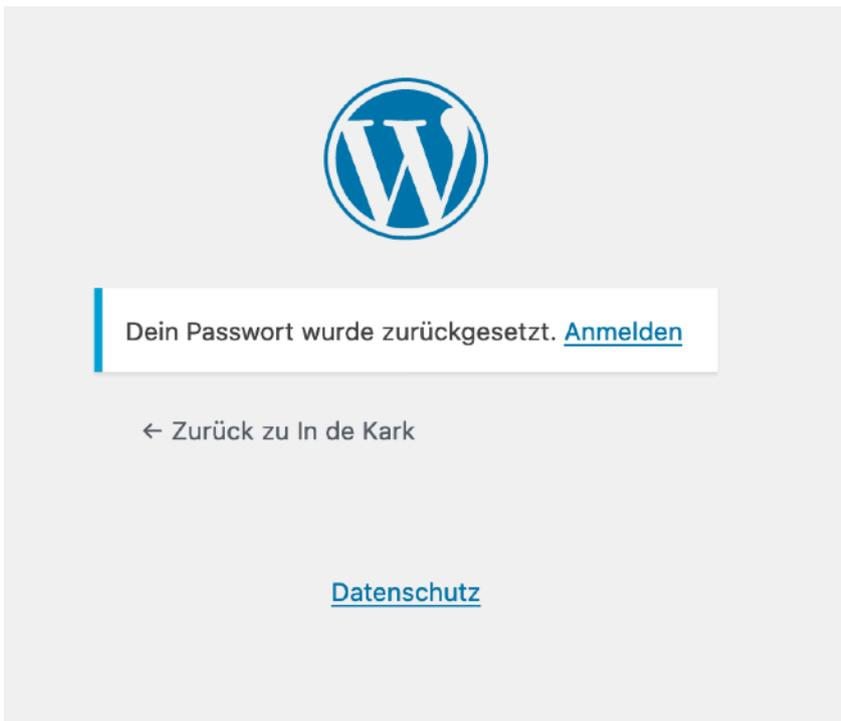 Dein Passwort wurde zurückgesetzt. Anmelden
← Zurück zu In de Kark
Datenschutz